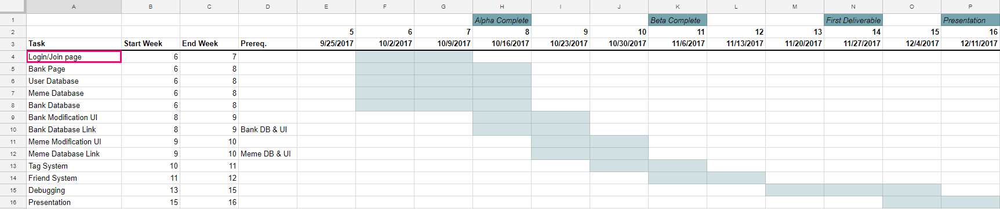 A B C D E F G H I J K L M N O P
1 Alpha Complete Beta Complete First Deliverable Presentation
2 5 6 7 8 9 10 11 12 13 14 15 16
3 Task Start Week End Week Prereq. 9/25/2017 10/2/2017 10/9/2017 10/16/2017 10/23/2017 10/30/2017 11/6/2017 11/13/2017 11/20/2017 11/27/2017 12/4/2017 12/11/2017
4 Login/Join page 6 7
5 Bank Page 6 8
6 User Database 6 8
7 Meme Database 6 8
8 Bank Database 6 8
9 Bank Modification UI 8 9
10 Bank Database Link 8 9 Bank DB & UI
11 Meme Modification UI 9 10
12 Meme Database Link 9 10 Meme DB & UI
13 Tag System 10 11
14 Friend System 11 12
15 Debugging 13 15
16 Presentation 15 16